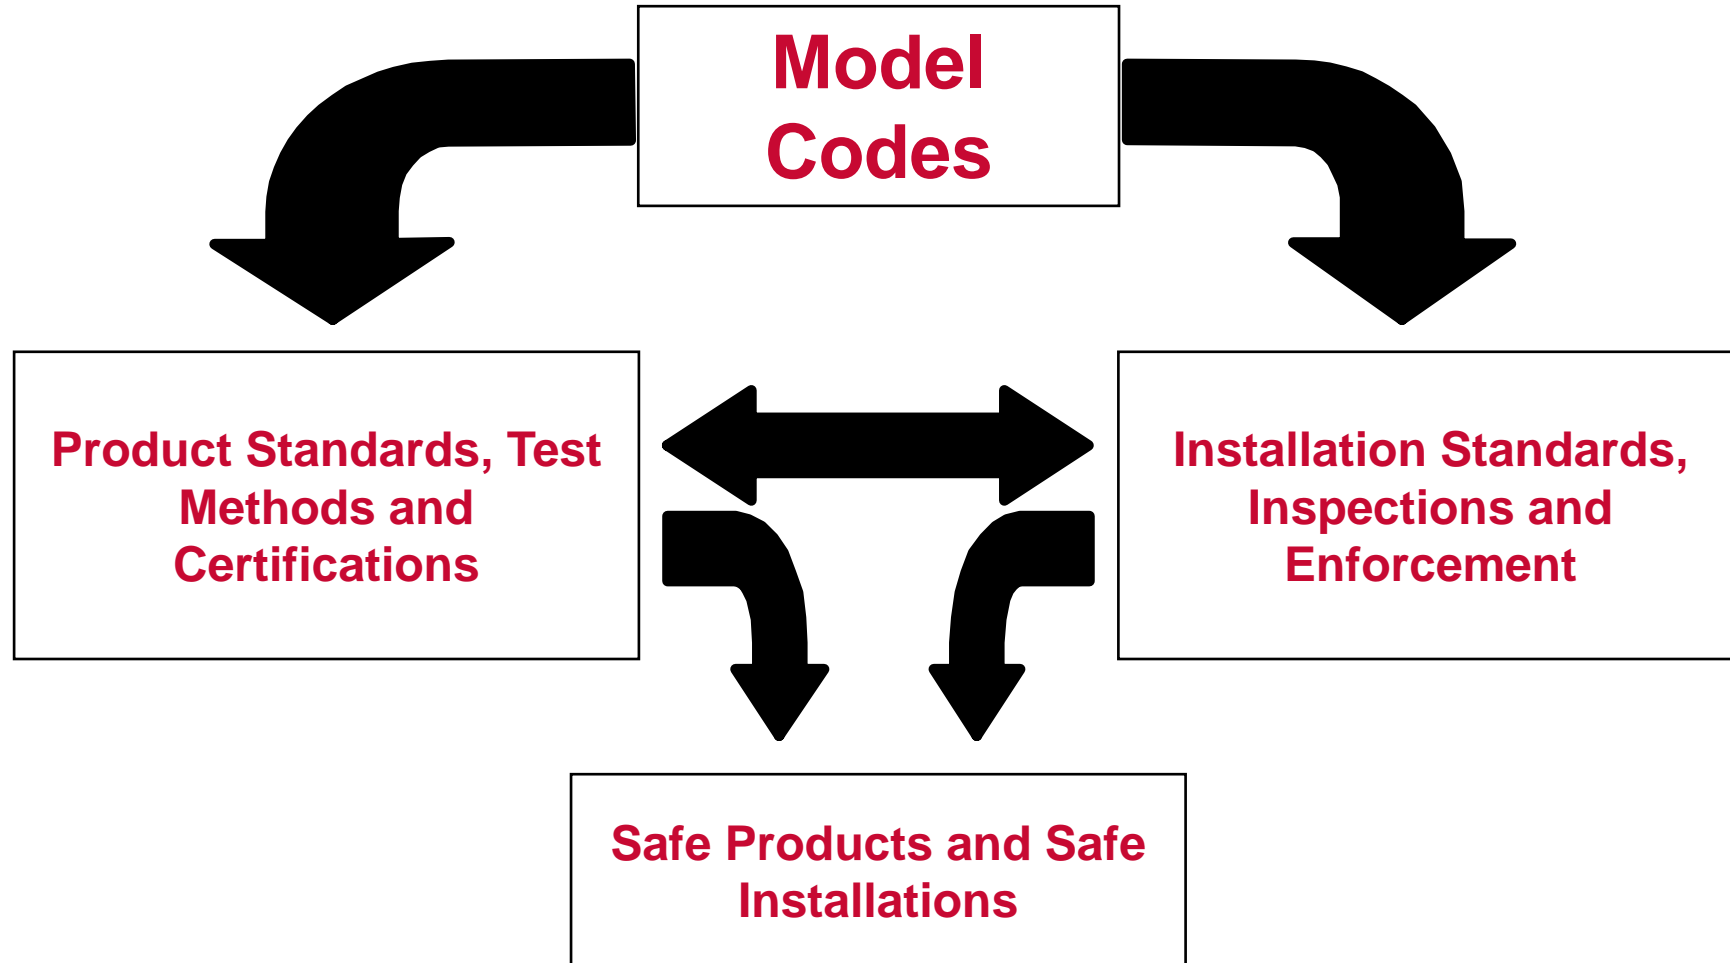 Model
Codes
Product Standards, Test
Methods and
Certifications
Installation Standards,
Inspections and
Enforcement
Safe Products and Safe
Installations